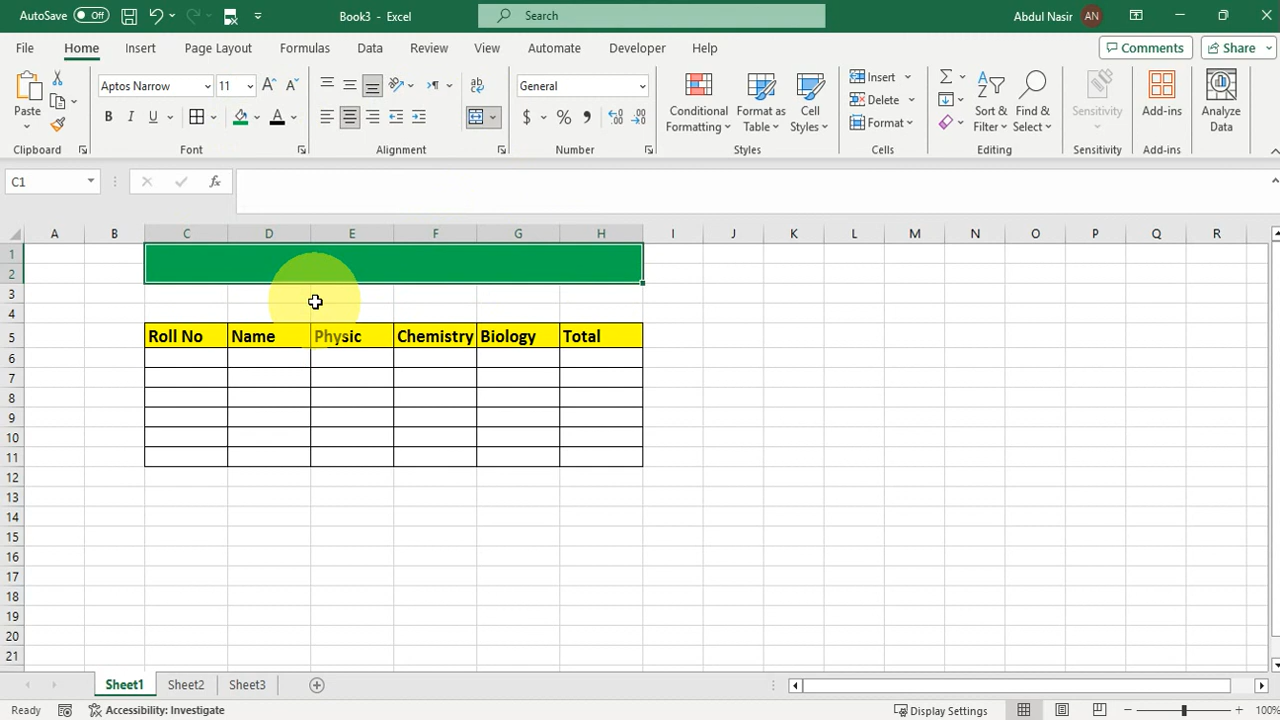 AutoSave Off Book3 - Excel Search Abdul Nasir AN
File Home Insert Page Layout Formulas Data Review View Automate Developer Help Comments Share
Paste Aptos Narrow 11 A A ab General Conditional Formatting Format as Table Cell Styles Insert Delete Format Sort & Filter Find & Select Sensitivity Add-ins Analyze Data
B I U A $ % 9
Clipboard Font Alignment Number Styles Cells Editing Sensitivity Add-ins
C1 fx
A B C D E F G H I J K L M N O P Q R
1
2
3
4
5 Roll No Name Physic Chemistry Biology Total
6
7
8
9
10
11
12
13
14
15
16
17
18
19
20
21
Sheet1 Sheet2 Sheet3
Ready Accessibility: Investigate Display Settings 100%